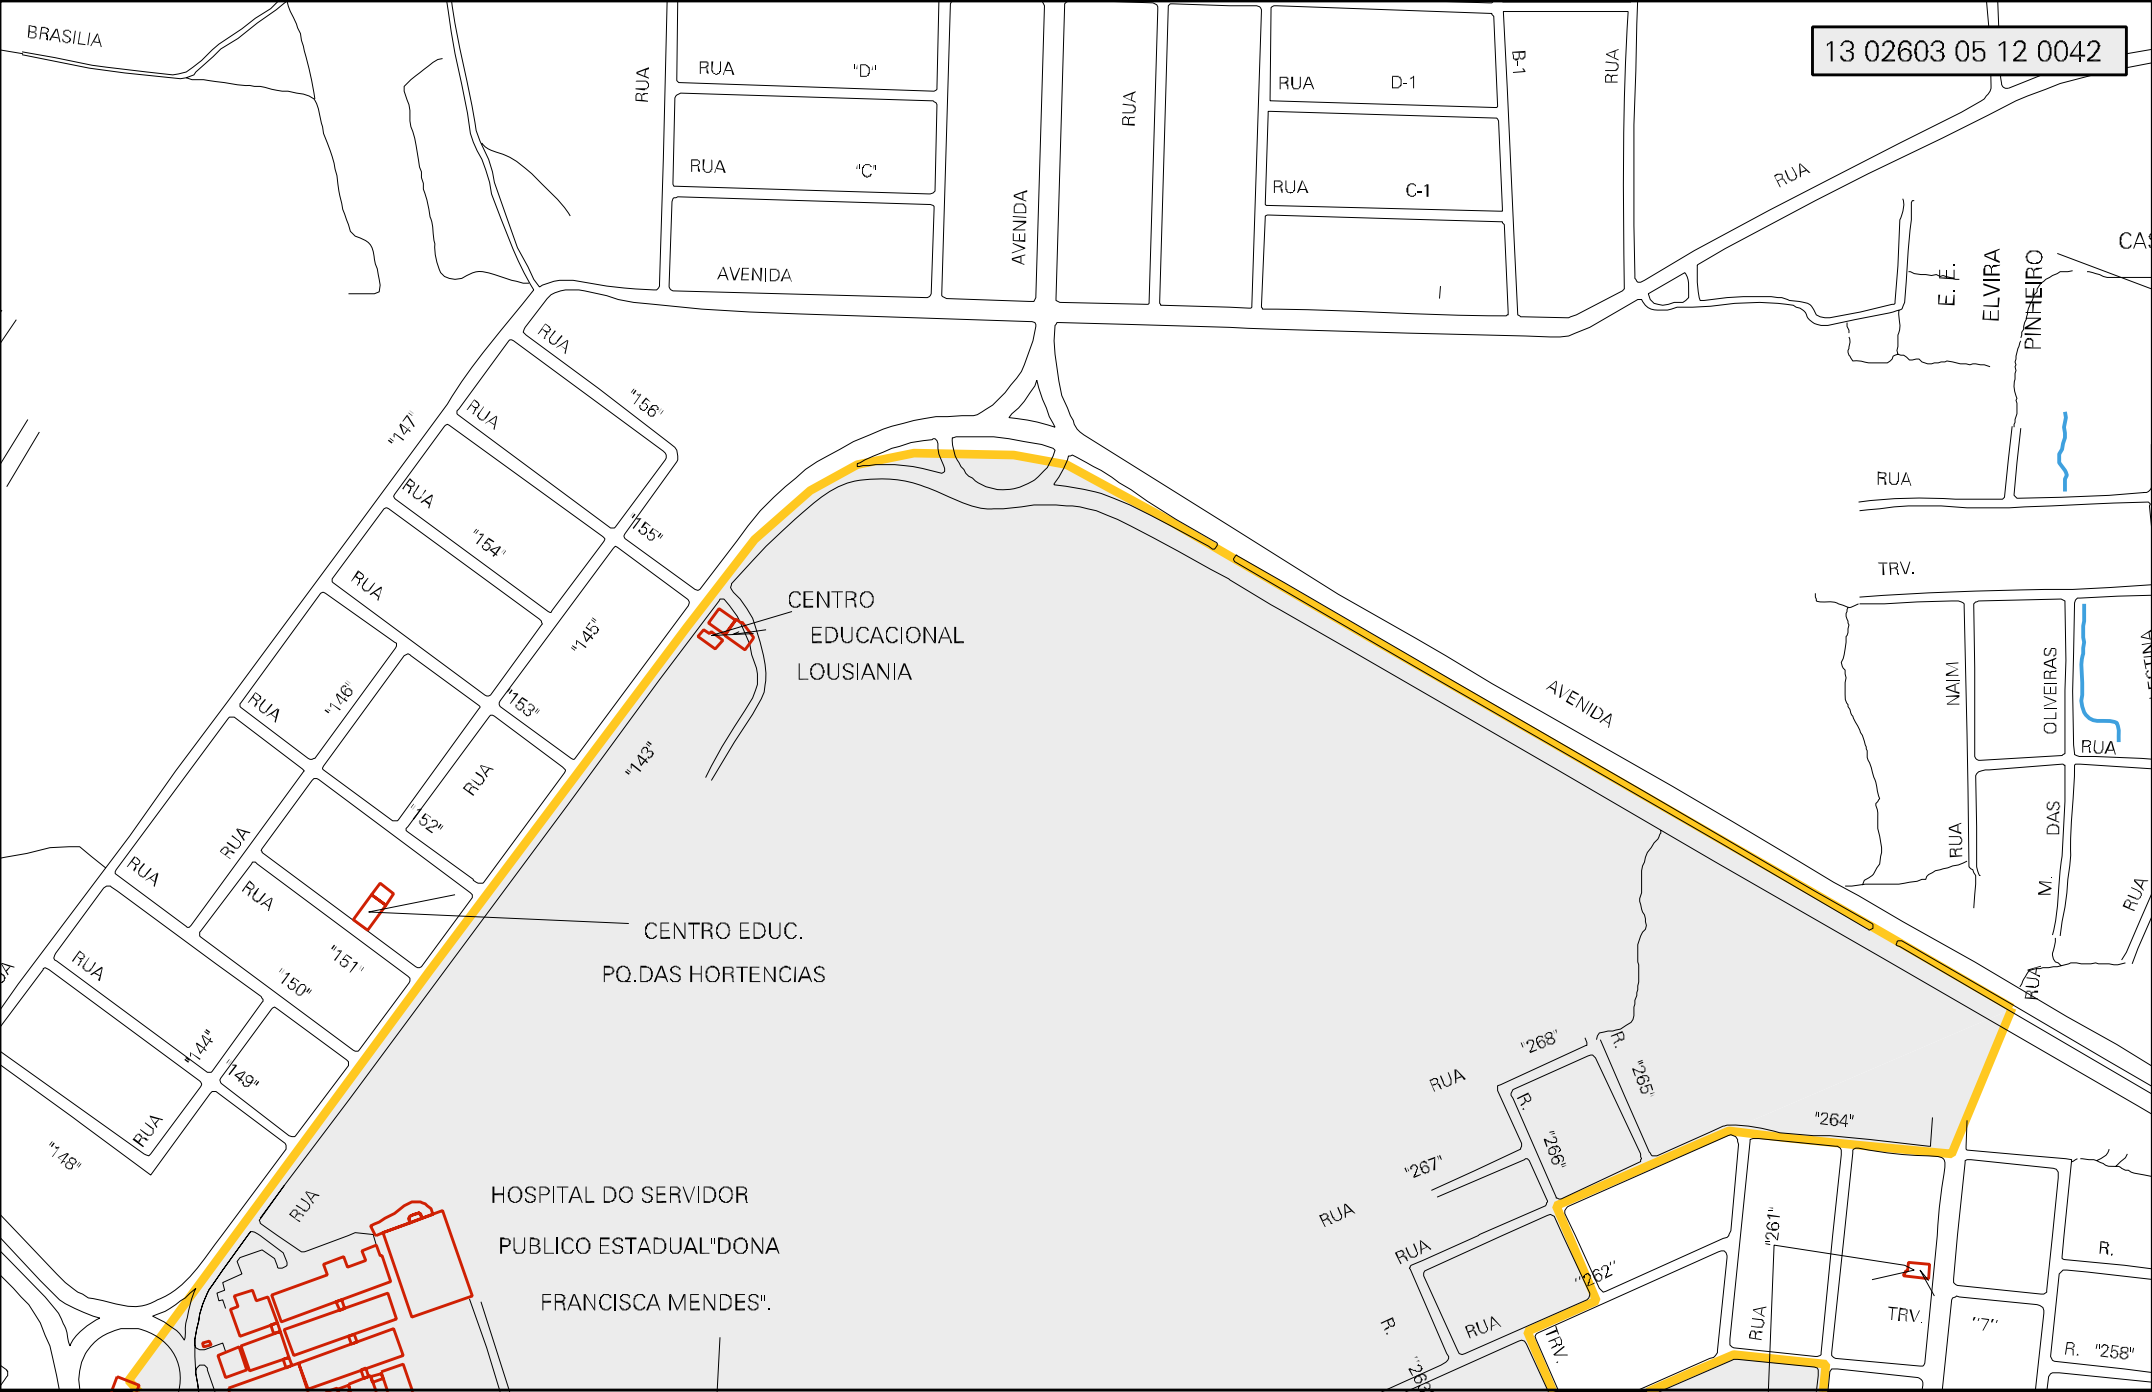 BRASILIA
13 02603 05 12 0042
RUA "D"
RUA
RUA "C"
AVENIDA
AVENIDA
RUA
RUA D-1
B-1
RUA
RUA C-1
I
RUA
CAS
E. E.
ELVIRA
PINHEIRO
RUA
"156"
"147"
RUA
RUA
"154"
"155"
RUA
"145"
CENTRO
EDUCACIONAL
LOUSIANIA
RUA
TRV.
RUA
"146"
"153"
"143"
RUA
AVENIDA
NAIM
OLIVEIRAS
RUA
"152"
RUA
RUA
RUA
DAS
M.
RUA
RUA
CENTRO EDUC.
PQ.DAS HORTENCIAS
RUA
"151"
"150"
"144"
"149"
RUA
"148"
RUA
RUA
"268"
R.
"265"
RUA
R.
"266"
"267"
"264"
RUA
RUA
HOSPITAL DO SERVIDOR
PUBLICO ESTADUAL"DONA
FRANCISCA MENDES".
"262"
"261"
R.
RUA
R.
TRV.
RUA
TRV.
"7"
R. "258"